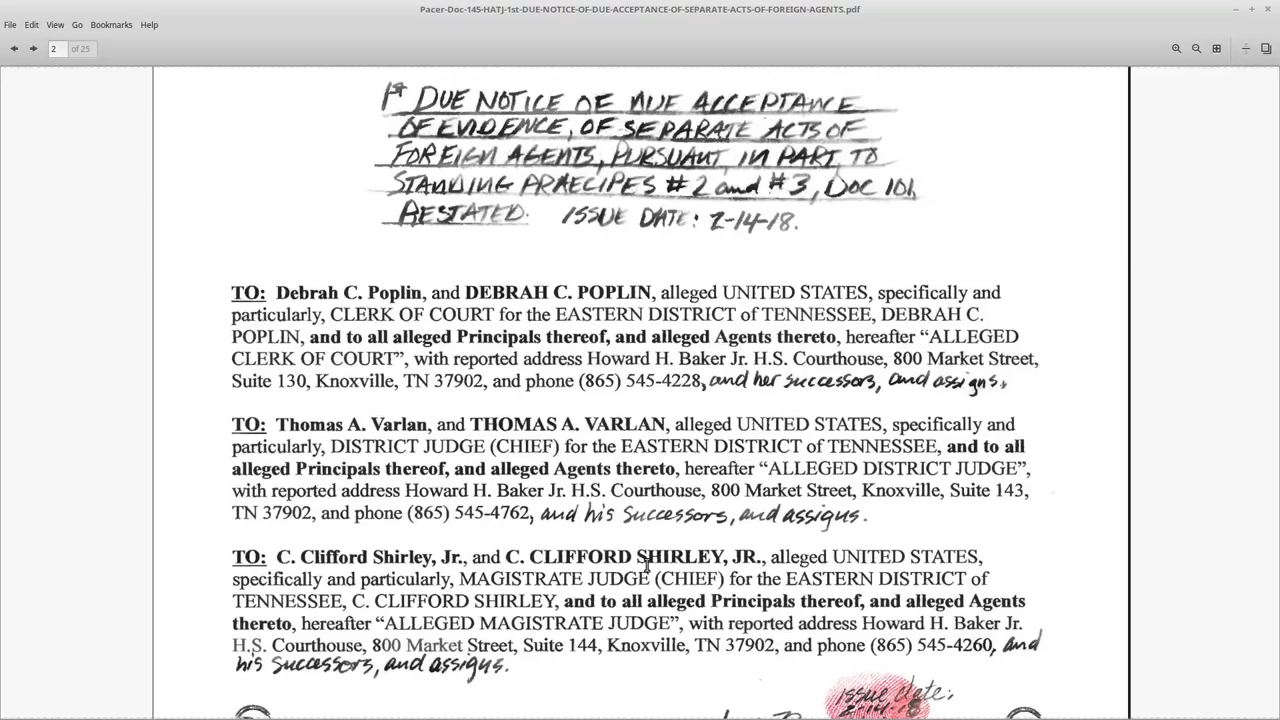 Pacer-Doc-145-HATJ-1st-DUE-NOTICE-OF-DUE-ACCEPTANCE-OF-SEPARATE-ACTS-OF-FOREIGN-AGENTS.pdf
File Edit View Go Bookmarks Help
2 of 25
1st DUE NOTICE OF DUE ACCEPTANCE
OF EVIDENCE, OF SEPARATE ACTS OF
FOREIGN AGENTS, PURSUANT, IN PART TO
STANDING PRAECIPES #2 and #3, DOC 101,
RESTATED. ISSUE DATE: 2-14-18.
TO: Debrah C. Poplin, and DEBRAH C. POPLIN, alleged UNITED STATES, specifically and
particularly, CLERK OF COURT for the EASTERN DISTRICT of TENNESSEE, DEBRAH C.
POPLIN, and to all alleged Principals thereof, and alleged Agents thereto, hereafter “ALLEGED
CLERK OF COURT”, with reported address Howard H. Baker Jr. H.S. Courthouse, 800 Market Street,
Suite 130, Knoxville, TN 37902, and phone (865) 545-4228, and her successors, and assigns.
TO: Thomas A. Varlan, and THOMAS A. VARLAN, alleged UNITED STATES, specifically and
particularly, DISTRICT JUDGE (CHIEF) for the EASTERN DISTRICT of TENNESSEE, and to all
alleged Principals thereof, and alleged Agents thereto, hereafter “ALLEGED DISTRICT JUDGE”,
with reported address Howard H. Baker Jr. H.S. Courthouse, 800 Market Street, Knoxville, Suite 143,
TN 37902, and phone (865) 545-4762, and his successors, and assigns.
TO: C. Clifford Shirley, Jr., and C. CLIFFORD SHIRLEY, JR., alleged UNITED STATES,
specifically and particularly, MAGISTRATE JUDGE (CHIEF) for the EASTERN DISTRICT of
TENNESSEE, C. CLIFFORD SHIRLEY, and to all alleged Principals thereof, and alleged Agents
thereto, hereafter “ALLEGED MAGISTRATE JUDGE”, with reported address Howard H. Baker Jr.
H.S. Courthouse, 800 Market Street, Suite 144, Knoxville, TN 37902, and phone (865) 545-4260, and
his successors, and assigns.
issue date:
2-14-18